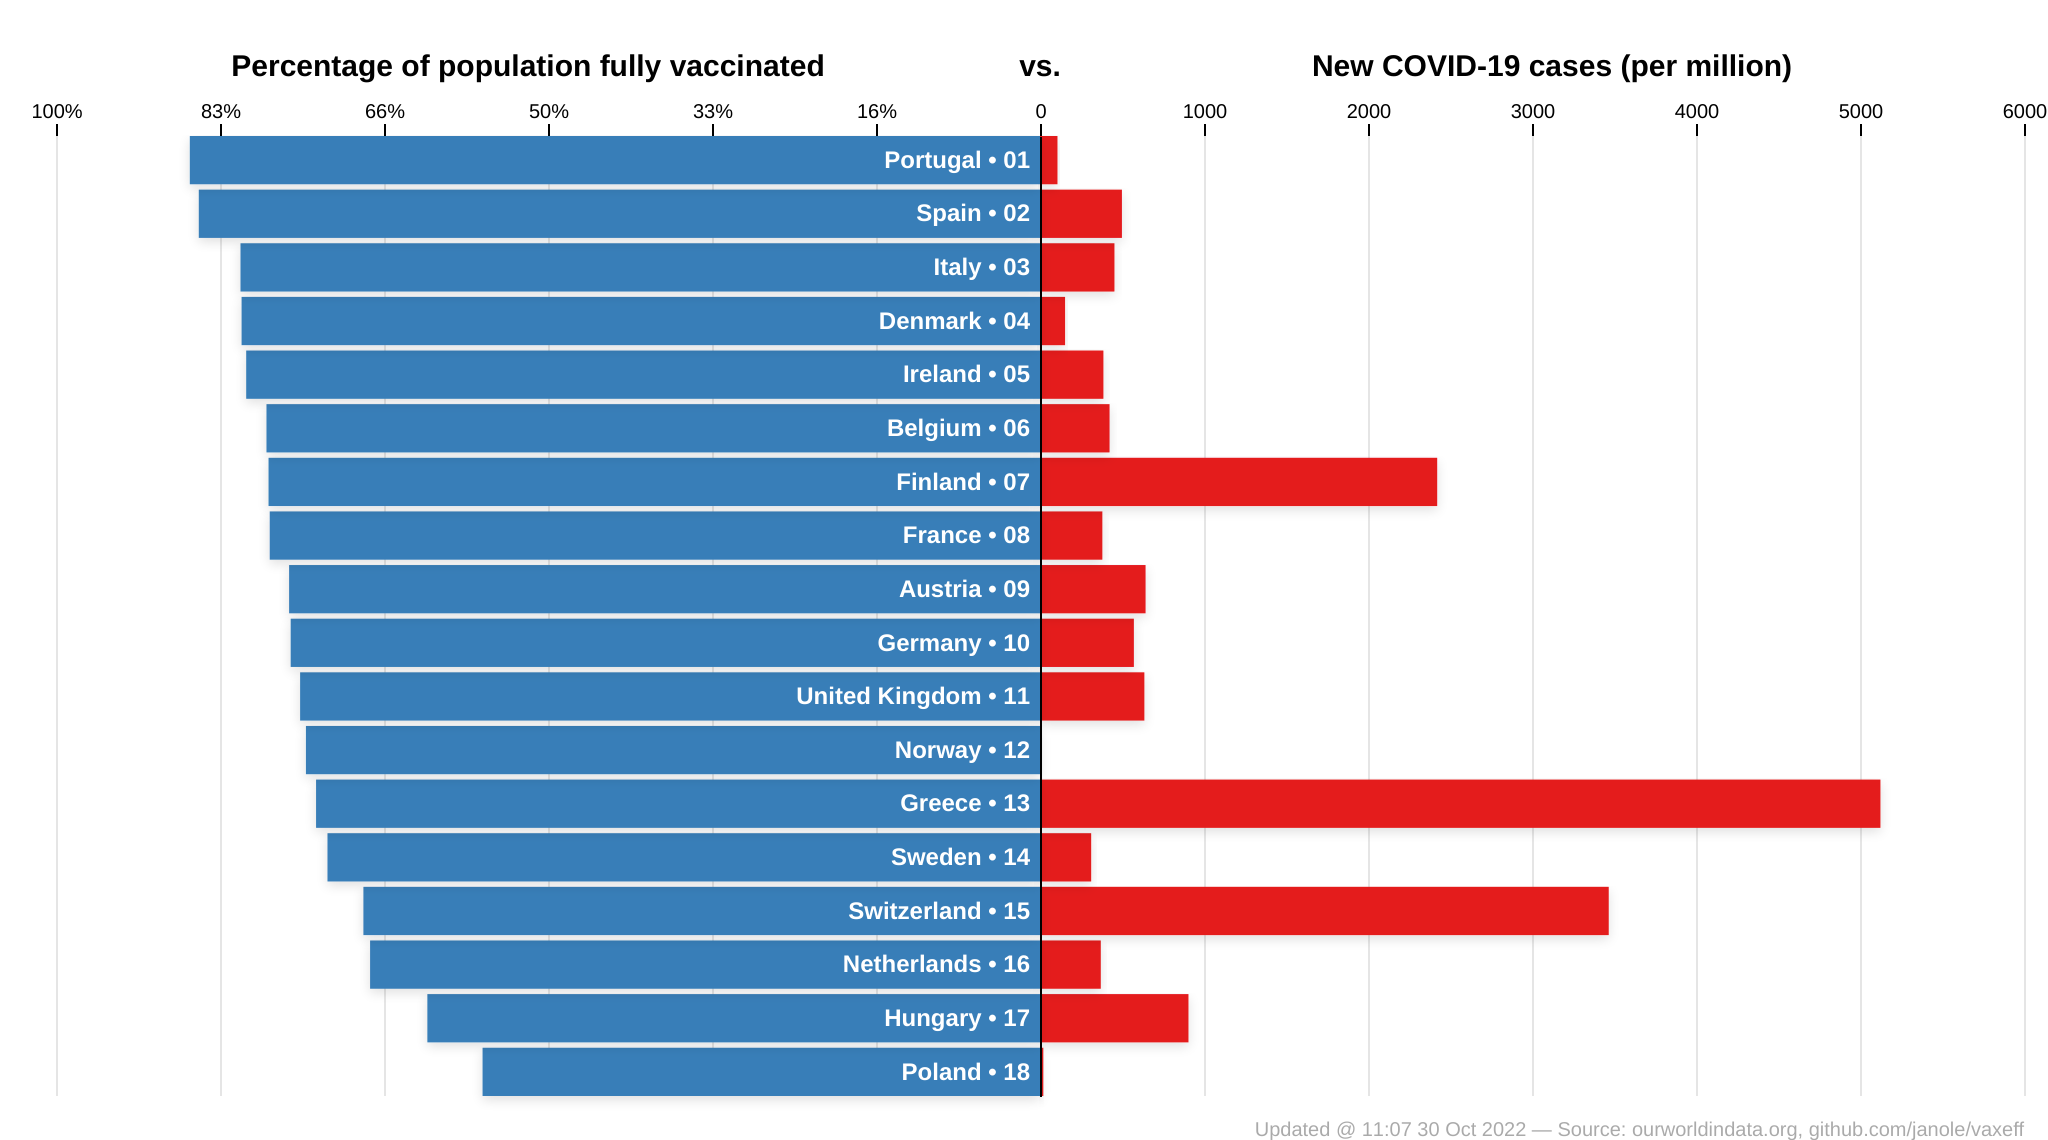 Percentage of population fully vaccinated vs. New COVID-19 cases (per million)
100% 83% 66% 50% 33% 16% 0 1000 2000 3000 4000 5000 6000
Portugal • 01
Spain • 02
Italy • 03
Denmark • 04
Ireland • 05
Belgium • 06
Finland • 07
France • 08
Austria • 09
Germany • 10
United Kingdom • 11
Norway • 12
Greece • 13
Sweden • 14
Switzerland • 15
Netherlands • 16
Hungary • 17
Poland • 18
Updated @ 11:07 30 Oct 2022 — Source: ourworldindata.org, github.com/janole/vaxeff